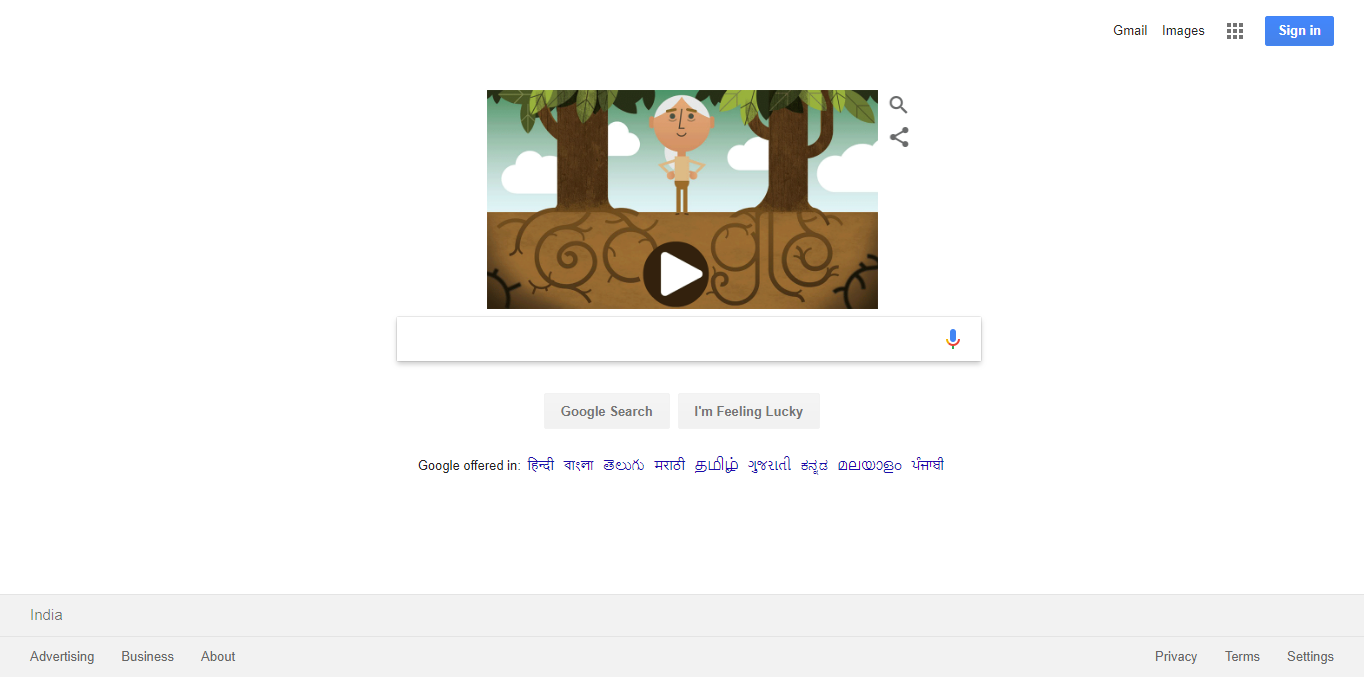 Gmail Images Sign in
Google
Google Search I'm Feeling Lucky
Google offered in: हिन्दी বাংলা తెలుగు मराठी தமிழ் ગુજરાતી ಕನ್ನಡ മലയാളം ਪੰਜਾਬੀ
India
Advertising Business About Privacy Terms Settings